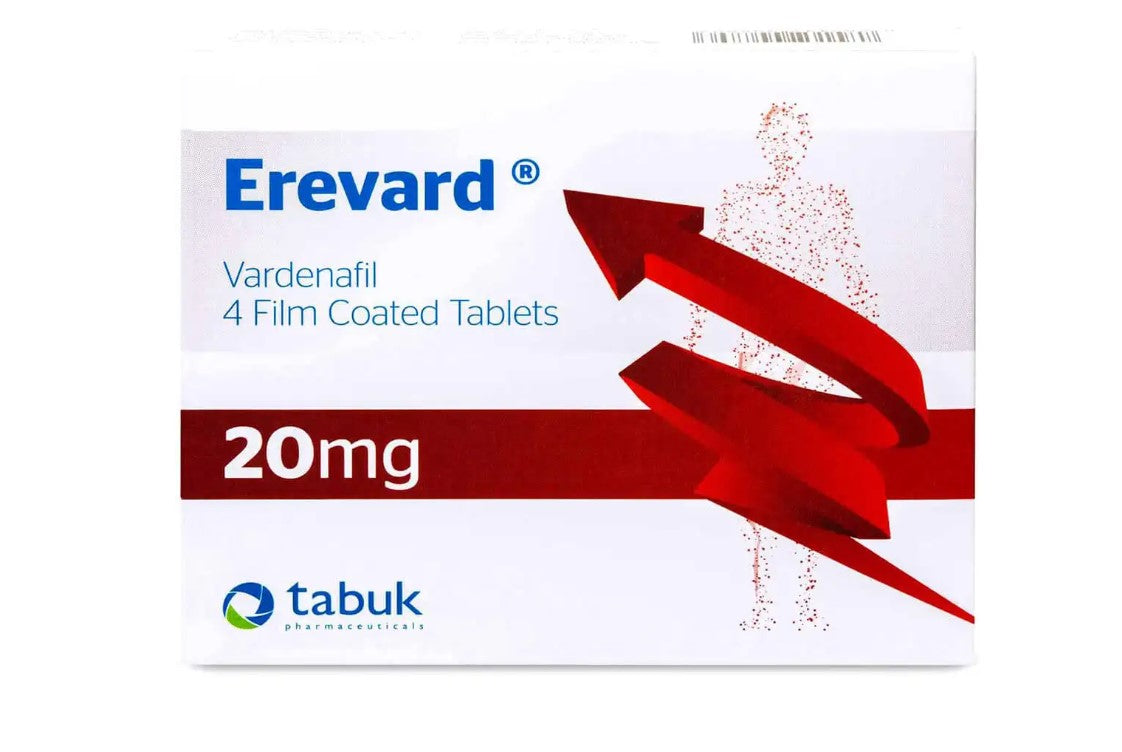 Erevard ®
Vardenafil
4 Film Coated Tablets
20mg
tabuk
pharmaceuticals